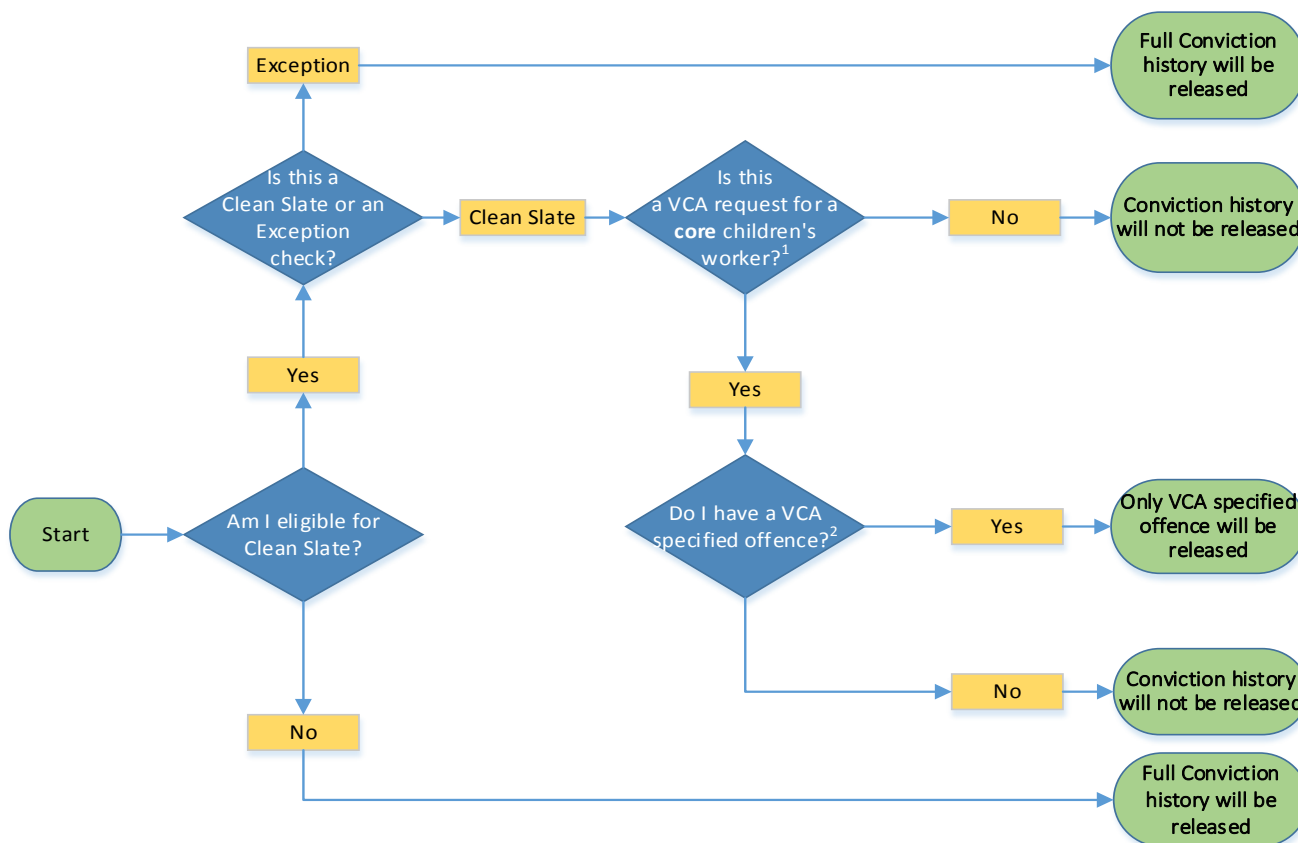 Full Conviction
history will be
released
Exception
Is this a
Clean Slate or an
Exception
check?
Clean Slate
Is this
a VCA request for a
core children's
worker?1
No
Conviction history
will not be released
Yes
Yes
Start
Am I eligible for
Clean Slate?
Do I have a VCA
specified offence?2
Yes
Only VCA specified
offence will be
released
No
Conviction history
will not be released
No
Full Conviction
history will be
released